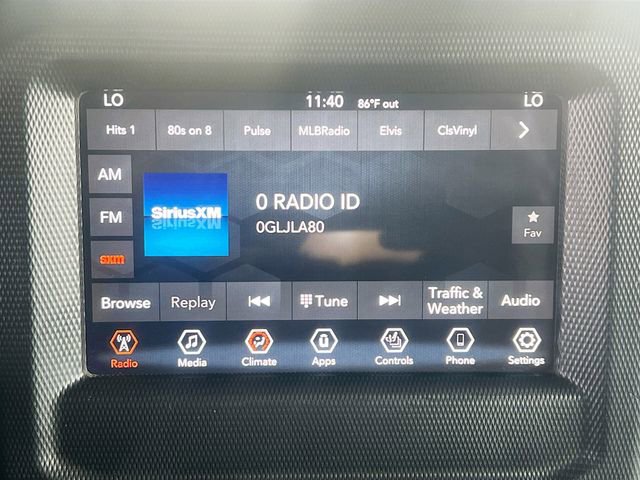 LO 11:40 86°F out LO
Hits 1 80s on 8 Pulse MLBRadio Elvis ClsVinyl
AM
FM
sxm
SiriusXM
0 RADIO ID
0GLJLA80
Fav
Browse Replay Tune Traffic & Weather Audio
Radio Media Climate Apps Controls Phone Settings